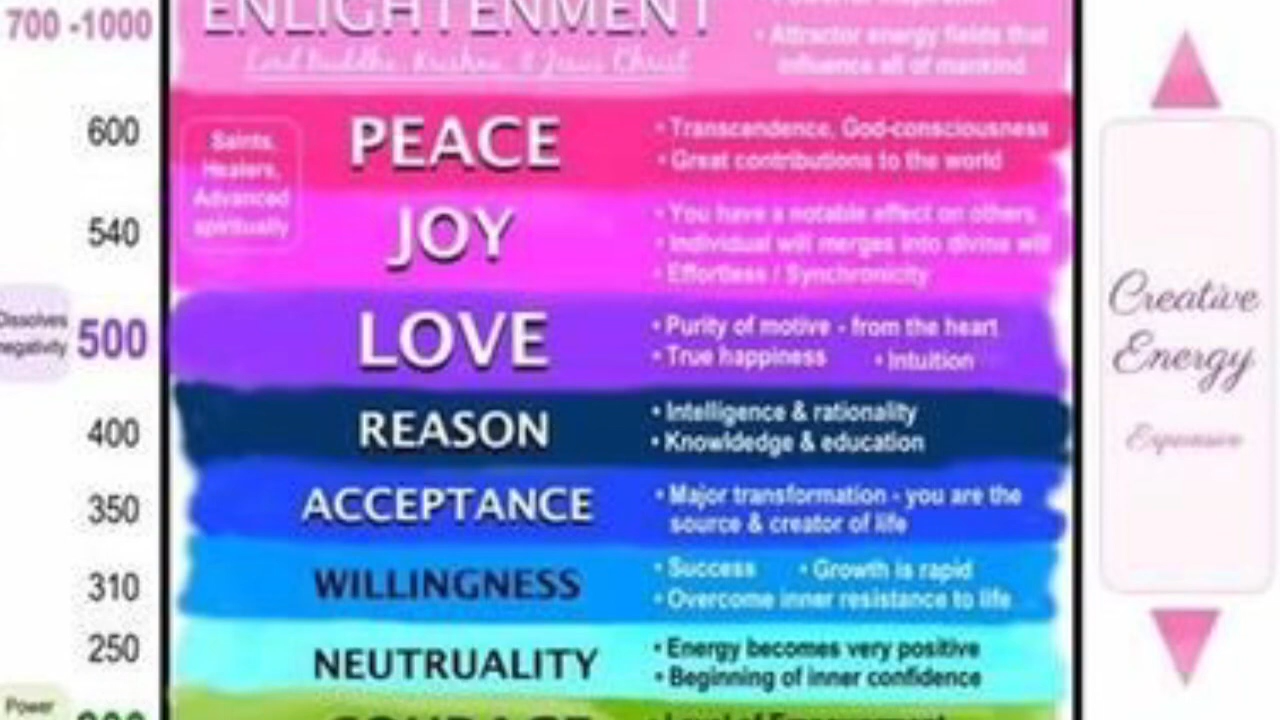 700 -1000
ENLIGHTENMENT
Lord Buddha, Krishna, & Jesus Christ
• Attractor energy fields that
influence all of mankind
600
Saints,
Healers,
Advanced
spiritually
PEACE
• Transcendence, God-consciousness
• Great contributions to the world
540
JOY
• You have a notable effect on others
• Individual will merges into divine will
• Effortless / Synchronicity
Dissolves
negativity
500
LOVE
• Purity of motive - from the heart
• True happiness • Intuition
400
REASON
• Intelligence & rationality
• Knowldedge & education
350
ACCEPTANCE
• Major transformation - you are the
source & creator of life
310
WILLINGNESS
• Success • Growth is rapid
• Overcome inner resistance to life
250
NEUTRUALITY
• Energy becomes very positive
• Beginning of inner confidence
Power
Creative
Energy
Expansive